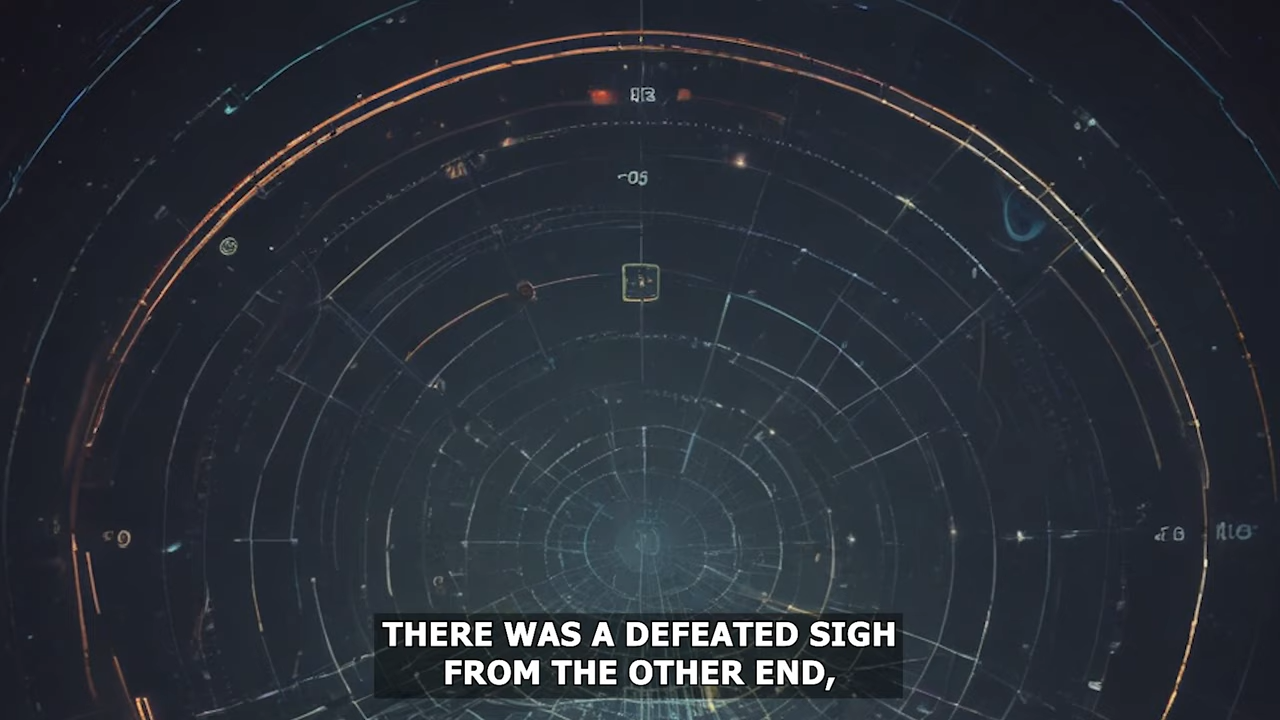 THERE WAS A DEFEATED SIGH
FROM THE OTHER END,